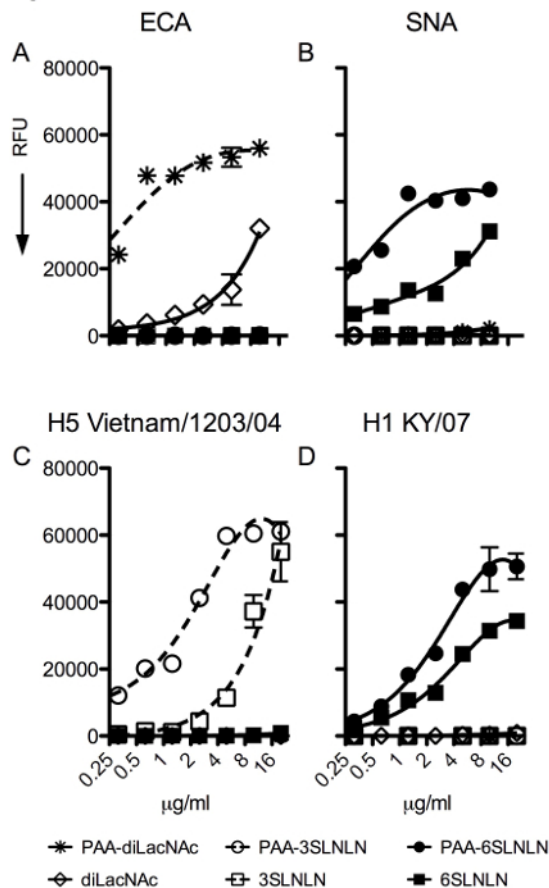 ECA SNA
A B
80000
60000
40000
20000
0
RFU
H5 Vietnam/1203/04 H1 KY/07
C D
80000
60000
40000
20000
0
0.25 0.5 1 2 4 8 16 0.25 0.5 1 2 4 8 16
μg/ml μg/ml
PAA-diLacNAc PAA-3SLNLN PAA-6SLNLN
diLacNAc 3SLNLN 6SLNLN